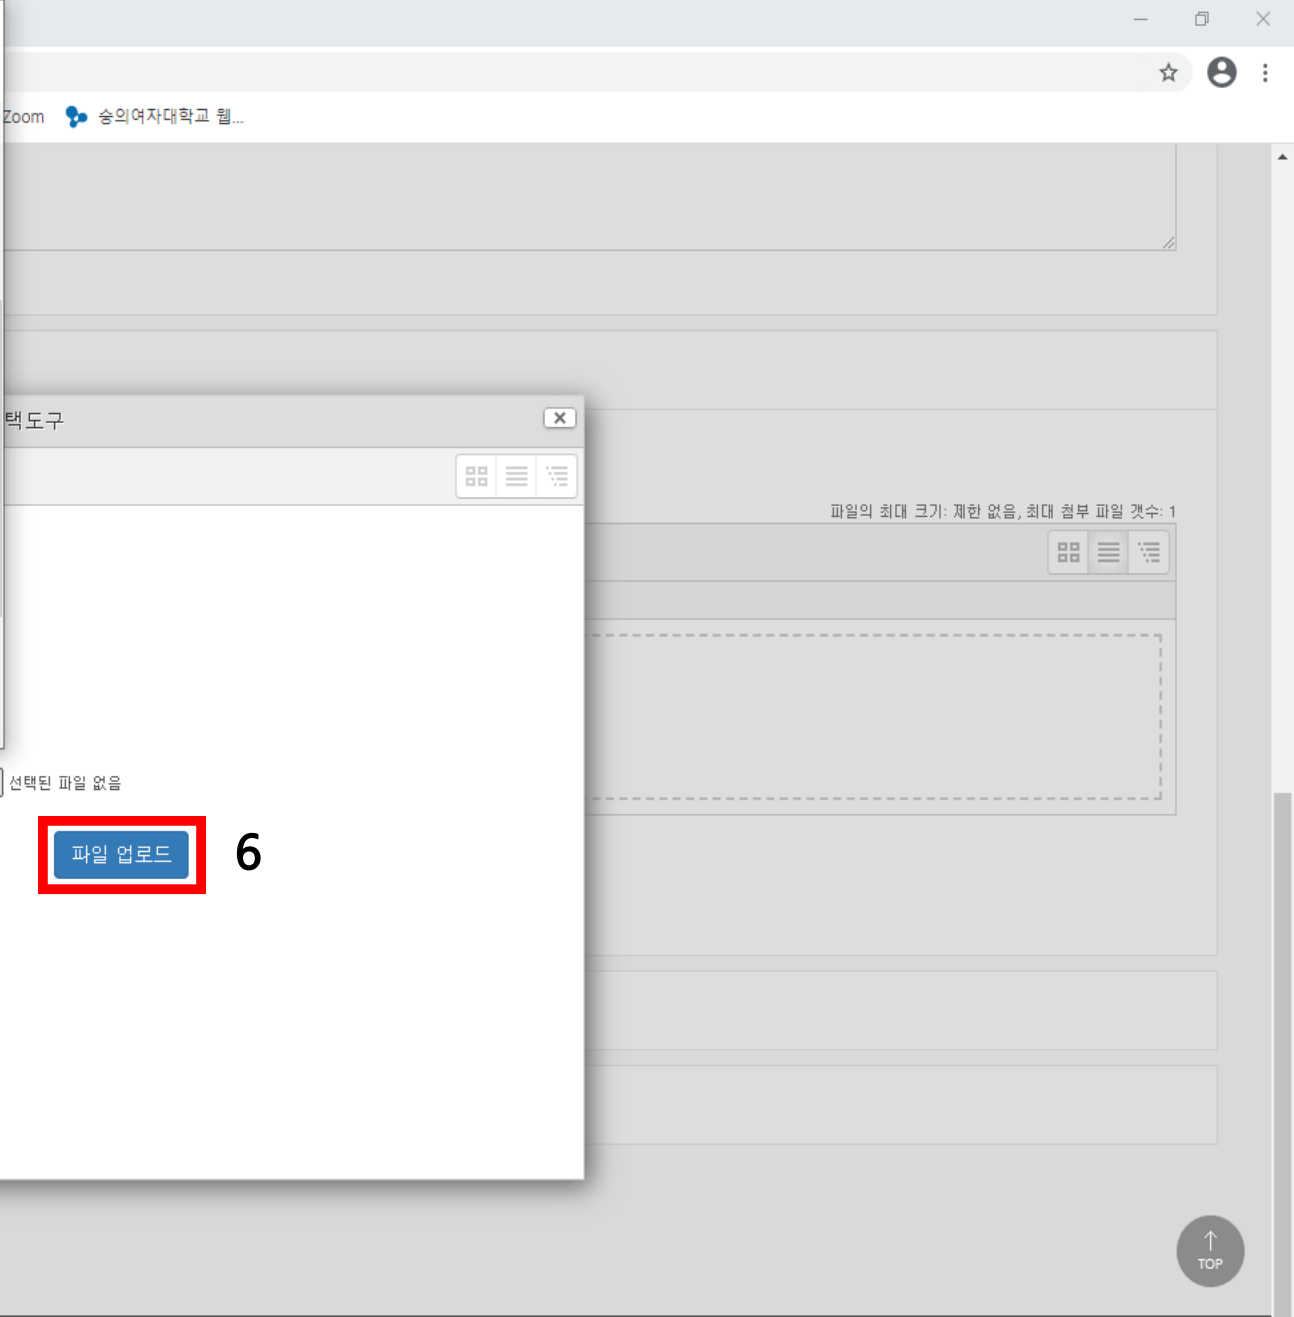 Zoom 숭의여자대학교 웹...
택도구
파일의 최대 크기: 제한 없음, 최대 첨부 파일 갯수: 1
선택된 파일 없음
파일 업로드 6
TOP